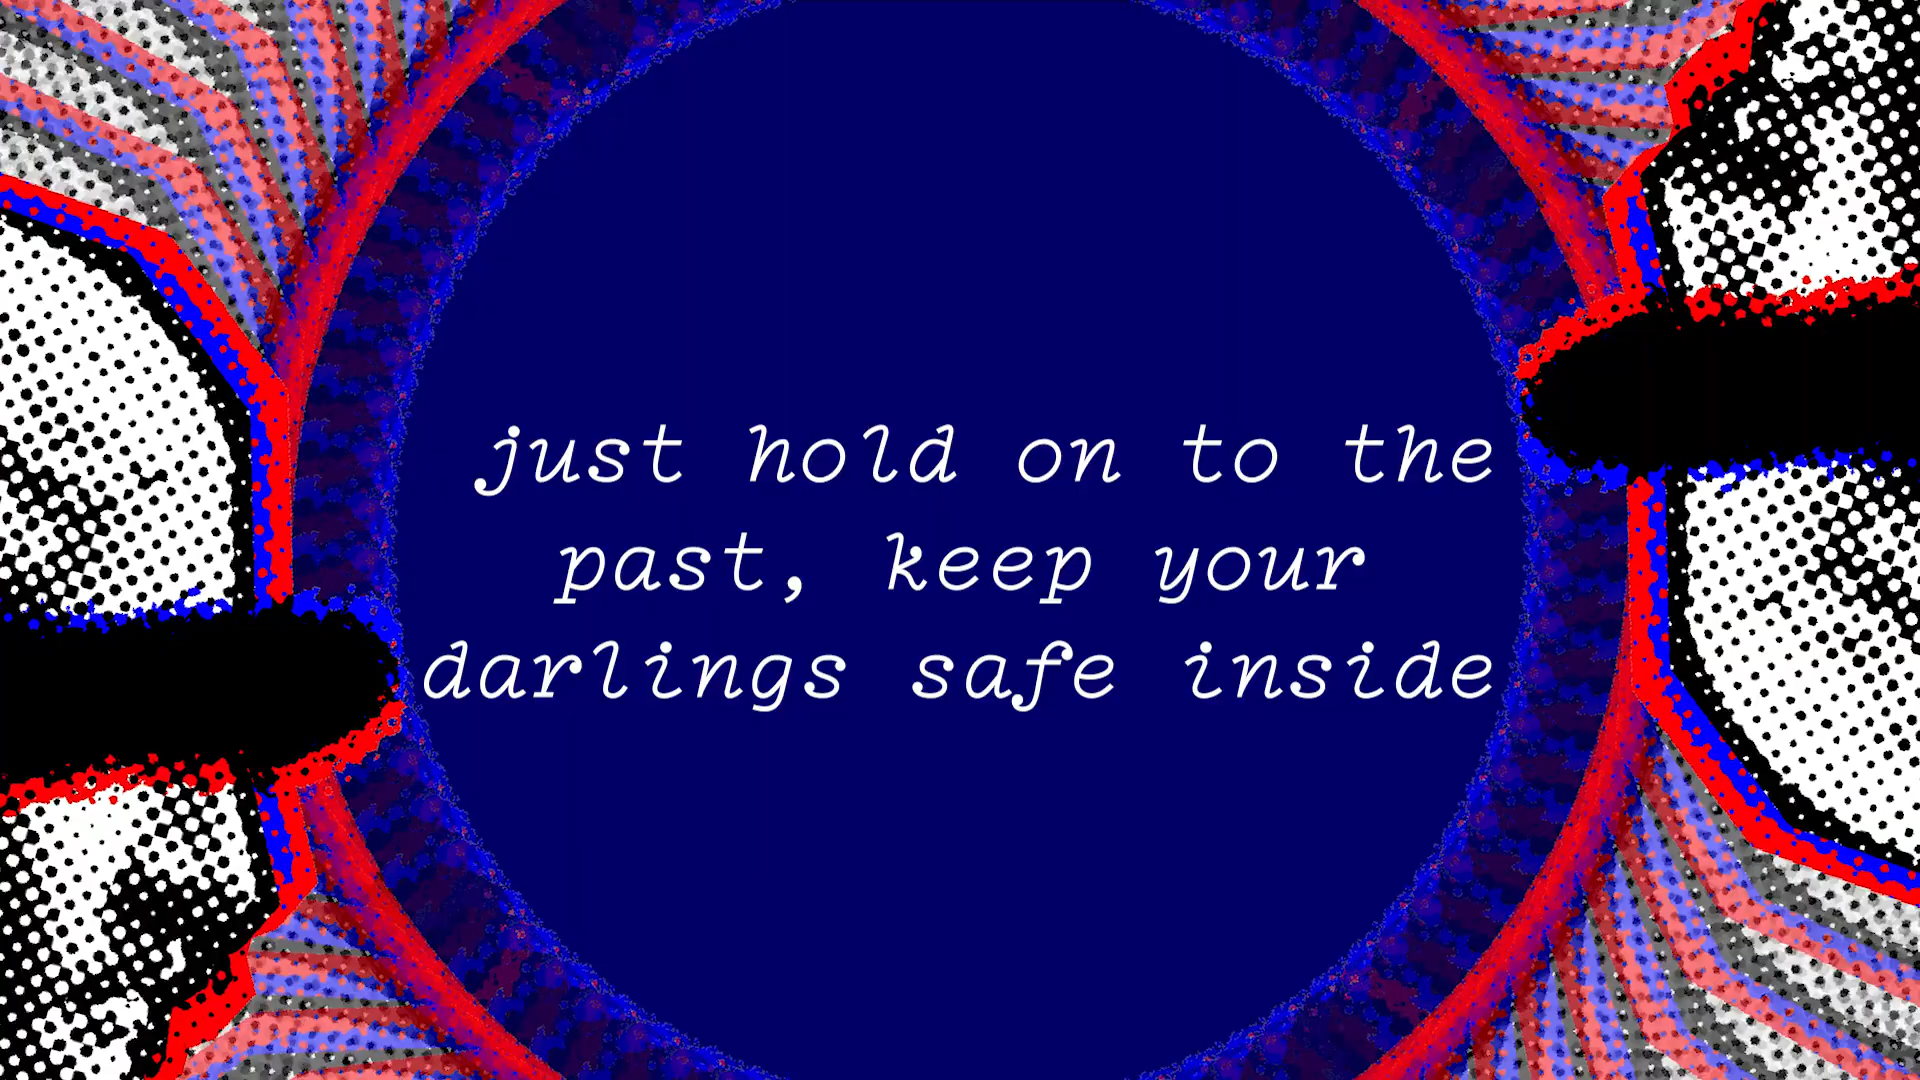 just hold on to the
past, keep your
darlings safe inside